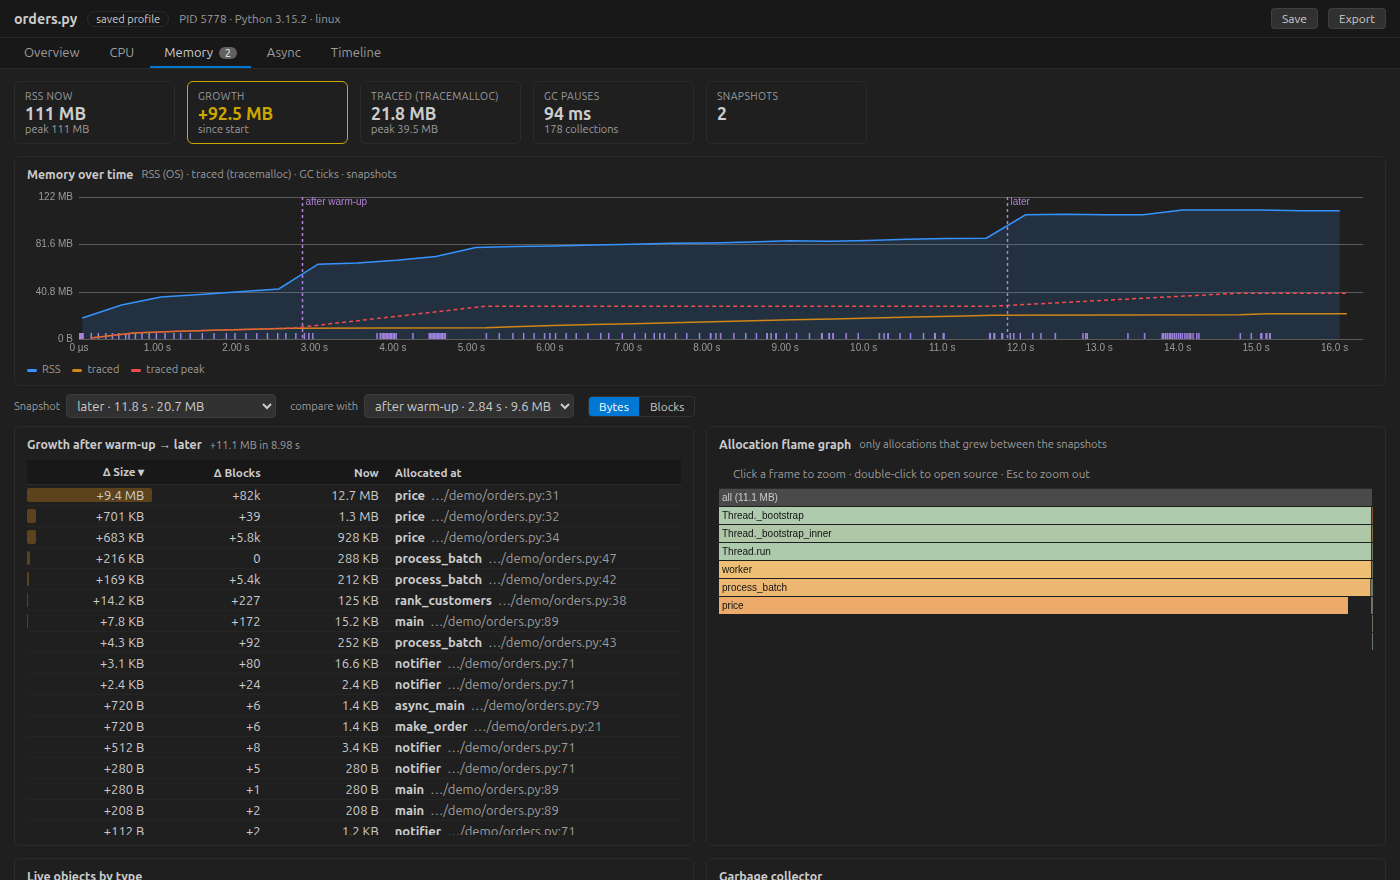 orders.py saved profile PID 5778 · Python 3.15.2 · linux Save Export
Overview CPU Memory 2 Async Timeline
RSS NOW
111 MB
peak 111 MB
GROWTH
+92.5 MB
since start
TRACED (TRACEMALLOC)
21.8 MB
peak 39.5 MB
GC PAUSES
94 ms
178 collections
SNAPSHOTS
2
Memory over time RSS (OS) · traced (tracemalloc) · GC ticks · snapshots
122 MB
after warm-up later
81.6 MB
40.8 MB
0 B
0 µs 1.00 s 2.00 s 3.00 s 4.00 s 5.00 s 6.00 s 7.00 s 8.00 s 9.00 s 10.0 s 11.0 s 12.0 s 13.0 s 14.0 s 15.0 s 16.0 s
RSS traced traced peak
Snapshot later · 11.8 s · 20.7 MB compare with after warm-up · 2.84 s · 9.6 MB Bytes Blocks
Growth after warm-up → later +11.1 MB in 8.98 s
Δ Size ▼ Δ Blocks Now Allocated at
+9.4 MB +82k 12.7 MB price …/demo/orders.py:31
+701 KB +39 1.3 MB price …/demo/orders.py:32
+683 KB +5.8k 928 KB price …/demo/orders.py:34
+216 KB 0 288 KB process_batch …/demo/orders.py:47
+169 KB +5.4k 212 KB process_batch …/demo/orders.py:42
+14.2 KB +227 125 KB rank_customers …/demo/orders.py:38
+7.8 KB +172 15.2 KB main …/demo/orders.py:89
+4.3 KB +92 252 KB process_batch …/demo/orders.py:43
+3.1 KB +80 16.6 KB notifier …/demo/orders.py:71
+2.4 KB +24 2.4 KB notifier …/demo/orders.py:71
+720 B +6 1.4 KB async_main …/demo/orders.py:79
+720 B +6 1.4 KB make_order …/demo/orders.py:21
+512 B +8 3.4 KB notifier …/demo/orders.py:71
+280 B +5 280 B notifier …/demo/orders.py:71
+280 B +1 280 B main …/demo/orders.py:89
+208 B +2 208 B main …/demo/orders.py:89
+112 B +2 1.2 KB notifier …/demo/orders.py:71
Allocation flame graph only allocations that grew between the snapshots
Click a frame to zoom · double-click to open source · Esc to zoom out
all (11.1 MB)
Thread._bootstrap
Thread._bootstrap_inner
Thread.run
worker
process_batch
price
Live objects by type
Garbage collector